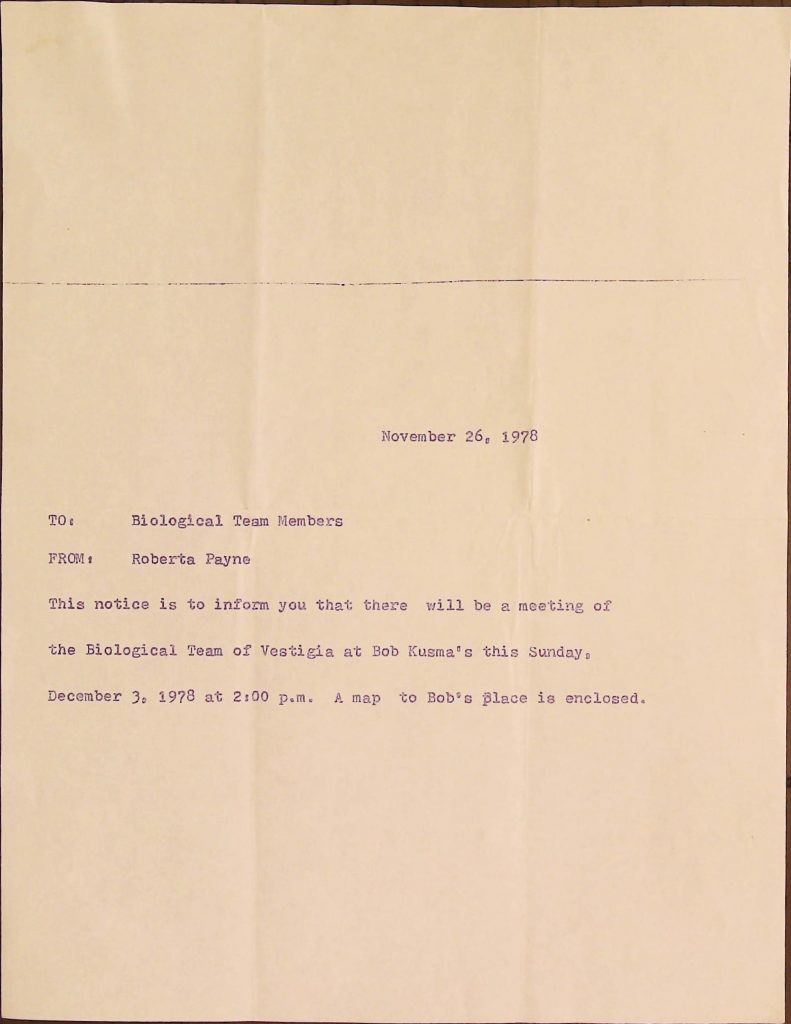 November 26, 1978
TO: Biological Team Members
FROM: Roberta Payne
This notice is to inform you that there will be a meeting of
the Biological Team of Vestigia at Bob Kusma's this Sunday,
December 3, 1978 at 2:00 p.m. A map to Bob's place is enclosed.